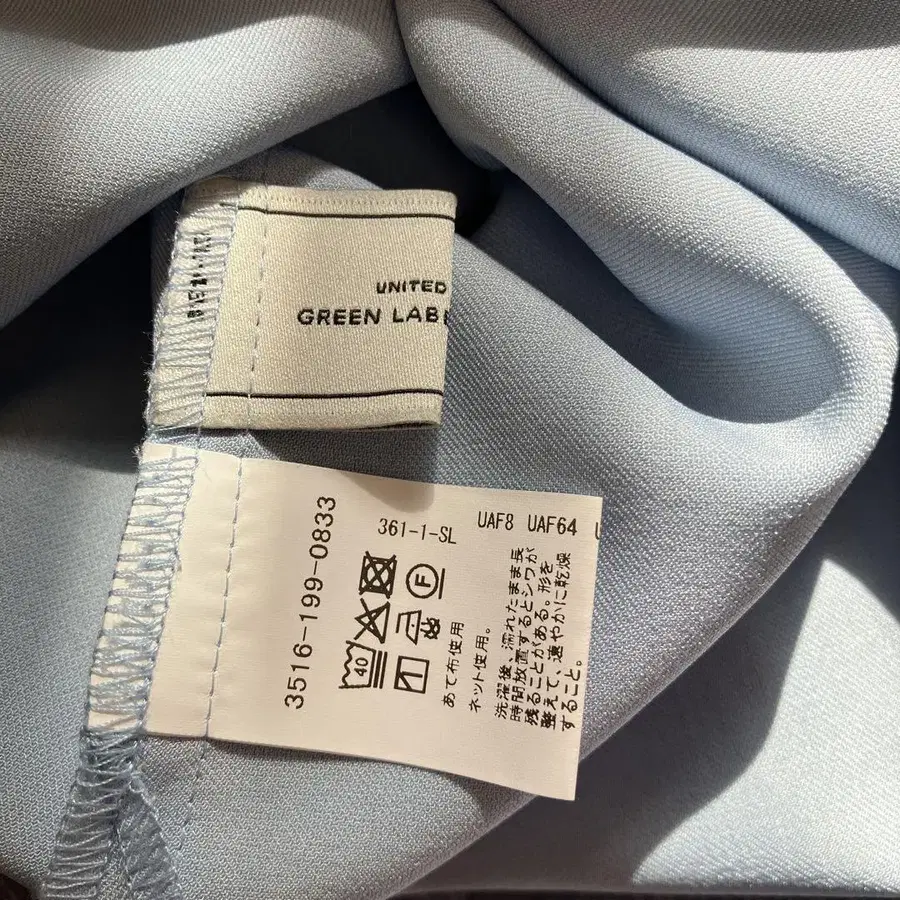 UNITED
GREEN LABE
3516-199-0833
361-1-SL
UAF8 UAF64
40
F
あて布使用
ネット使用。
洗濯後、濡れたまま長
時間放置するとシワが
残ることがある。形を
整えて、速やかに乾燥
すること。